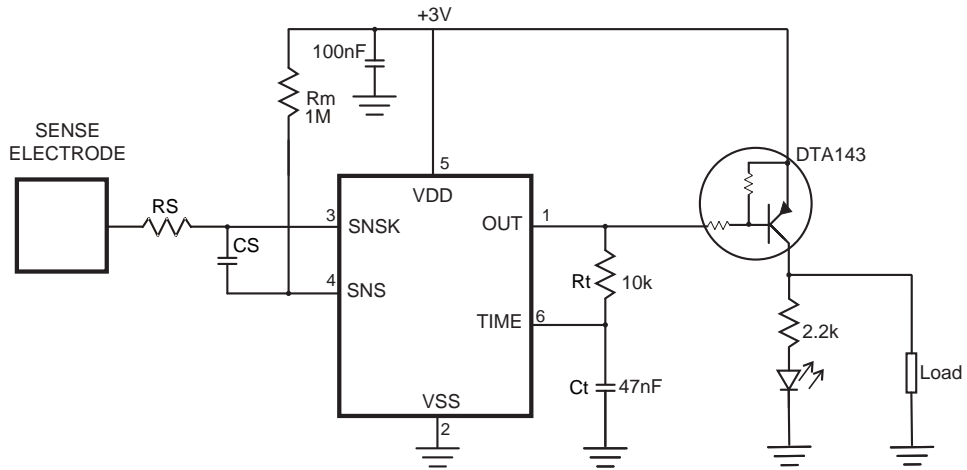 +3V
100nF
Rm
1M
SENSE
ELECTRODE
DTA143
5
VDD
RS
3
SNSK
OUT
1
CS
4
SNS
Rt
10k
TIME
6
2.2k
Ct
47nF
Load
VSS
2